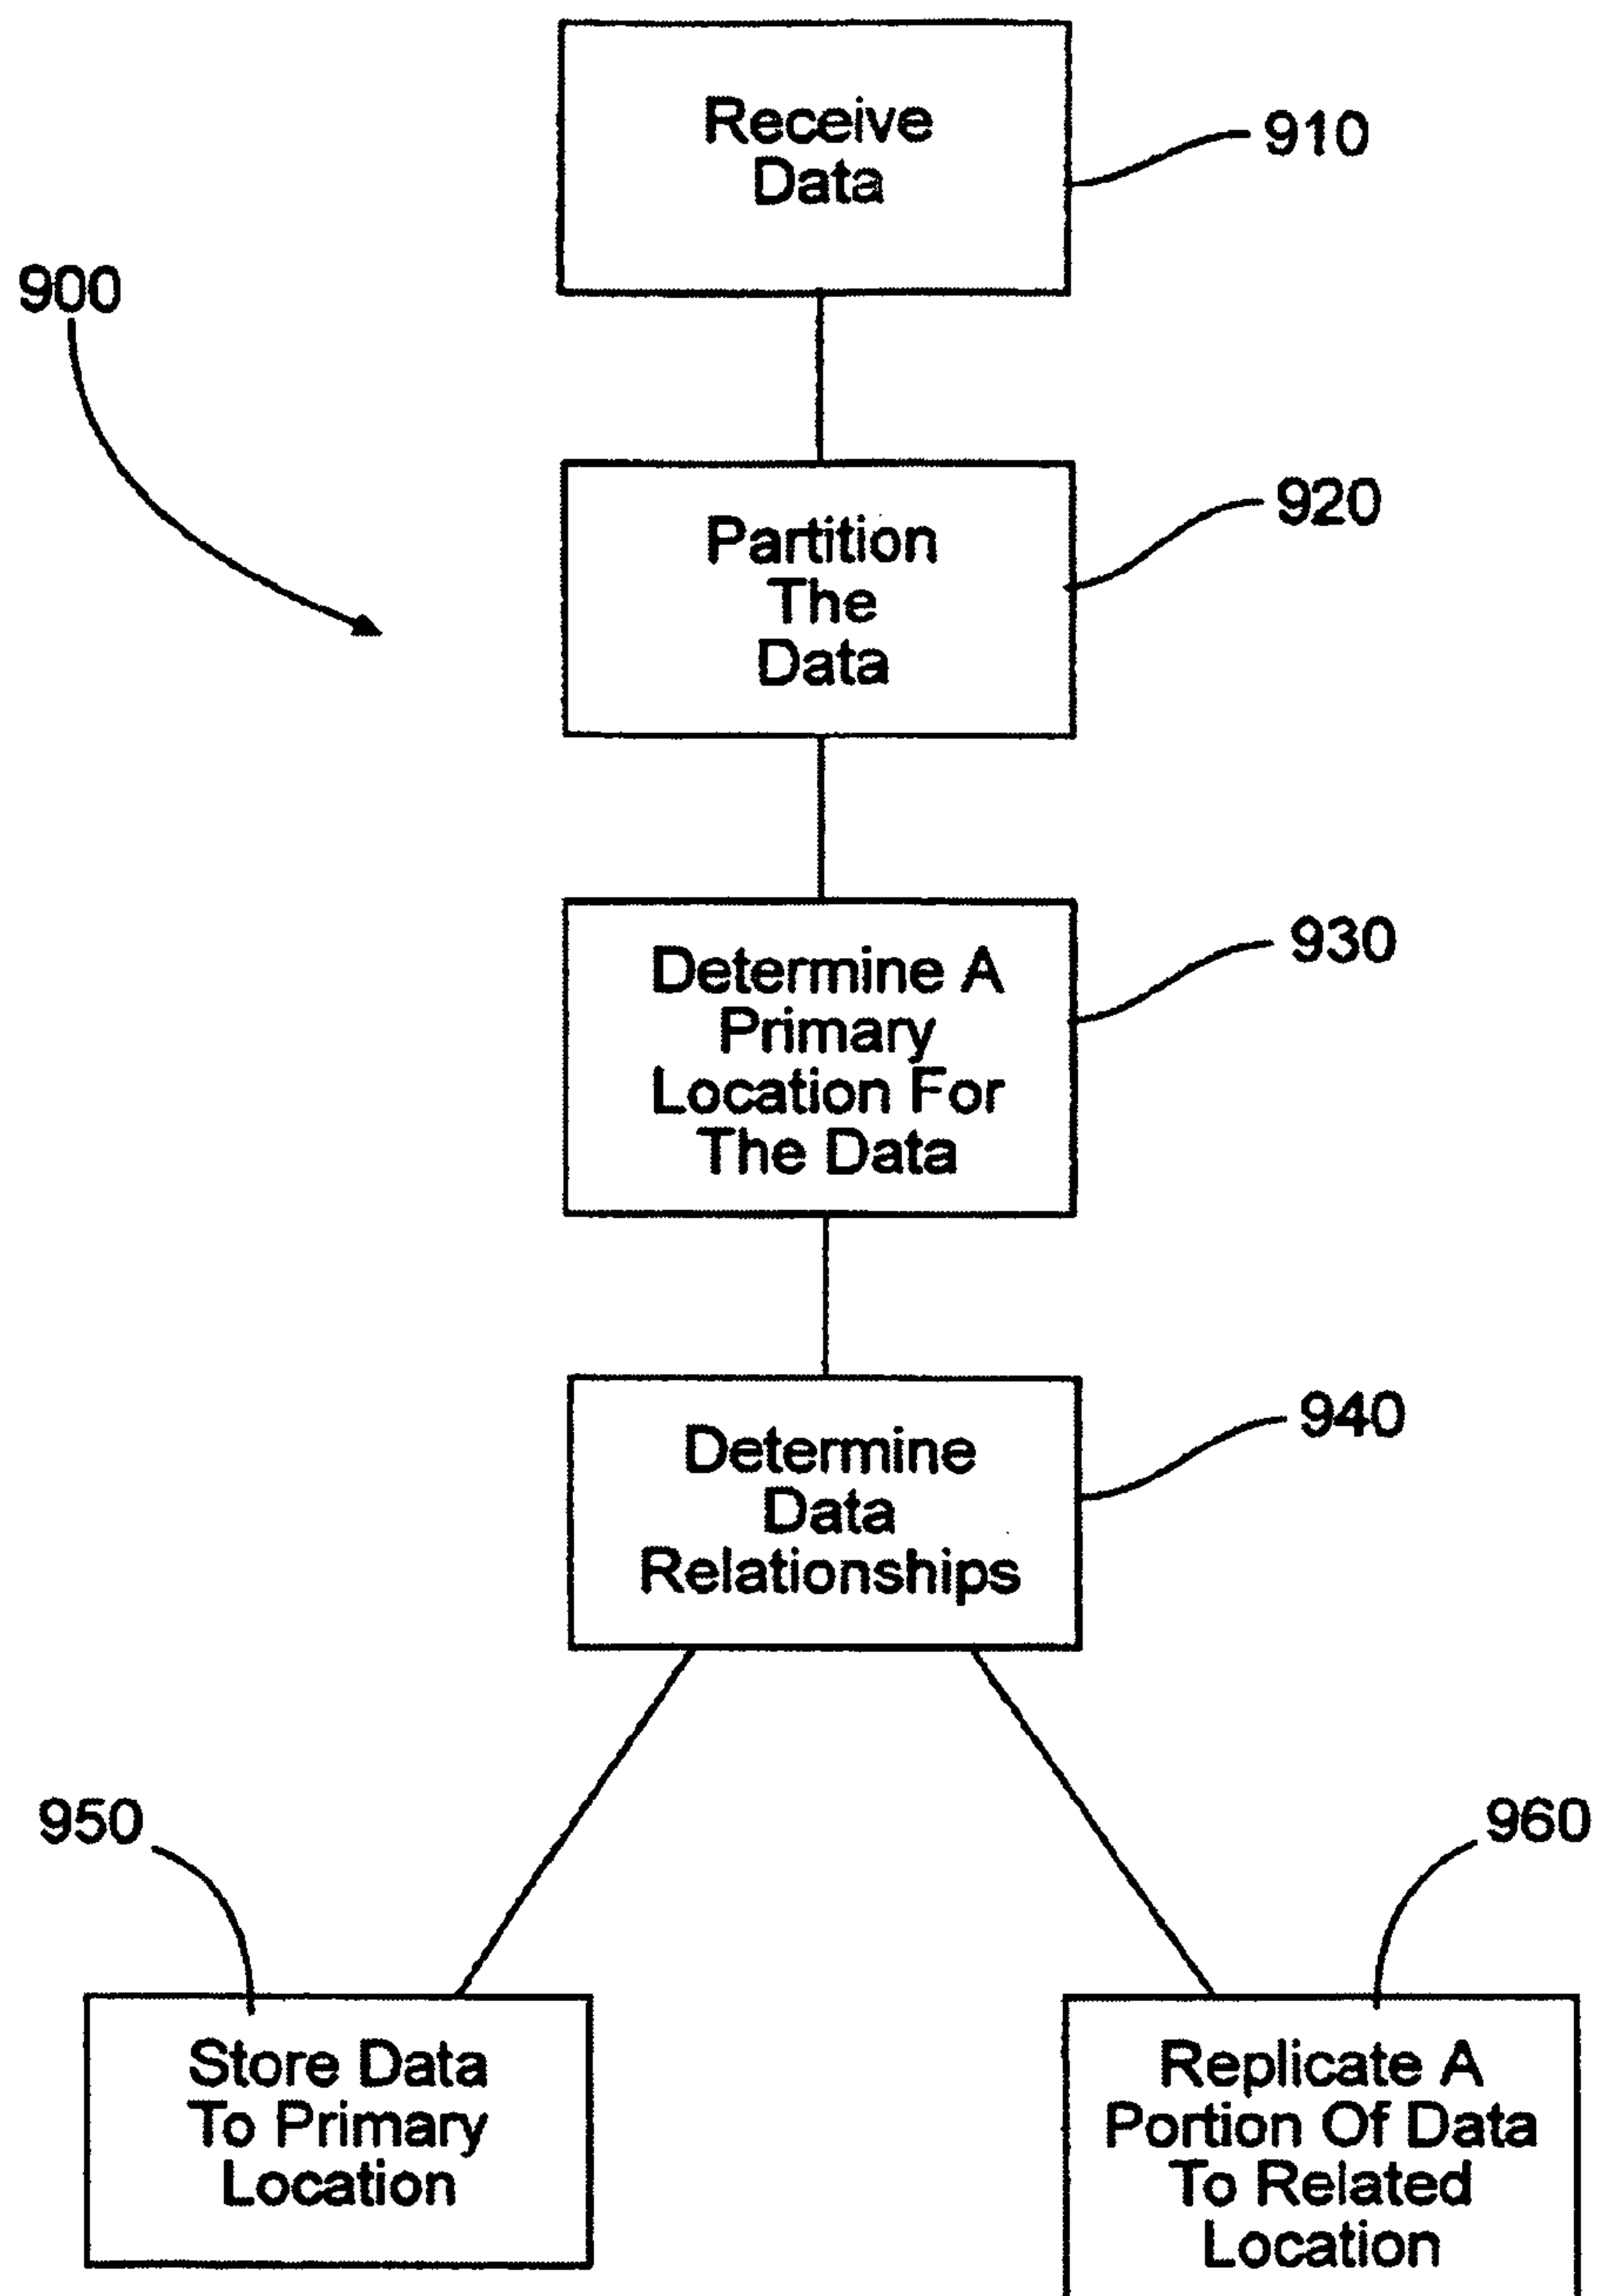 Receive
Data
910
900
Partition
The
Data
920
Determine A
Primary
Location For
The Data
930
Determine
Data
Relationships
940
950
960
Store Data
To Primary
Location
Replicate A
Portion Of Data
To Related
Location